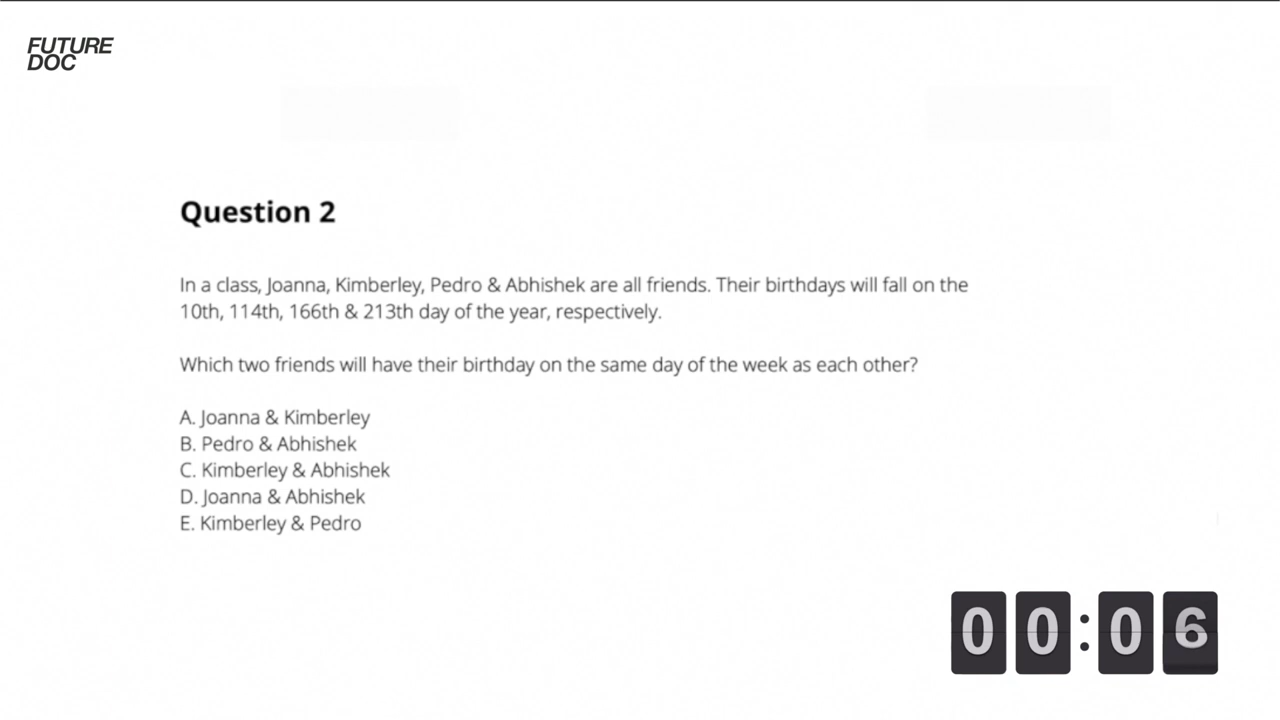 FUTURE
DOC
Question 2
In a class, Joanna, Kimberley, Pedro & Abhishek are all friends. Their birthdays will fall on the
10th, 114th, 166th & 213th day of the year, respectively.
Which two friends will have their birthday on the same day of the week as each other?
A. Joanna & Kimberley
B. Pedro & Abhishek
C. Kimberley & Abhishek
D. Joanna & Abhishek
E. Kimberley & Pedro
00:06